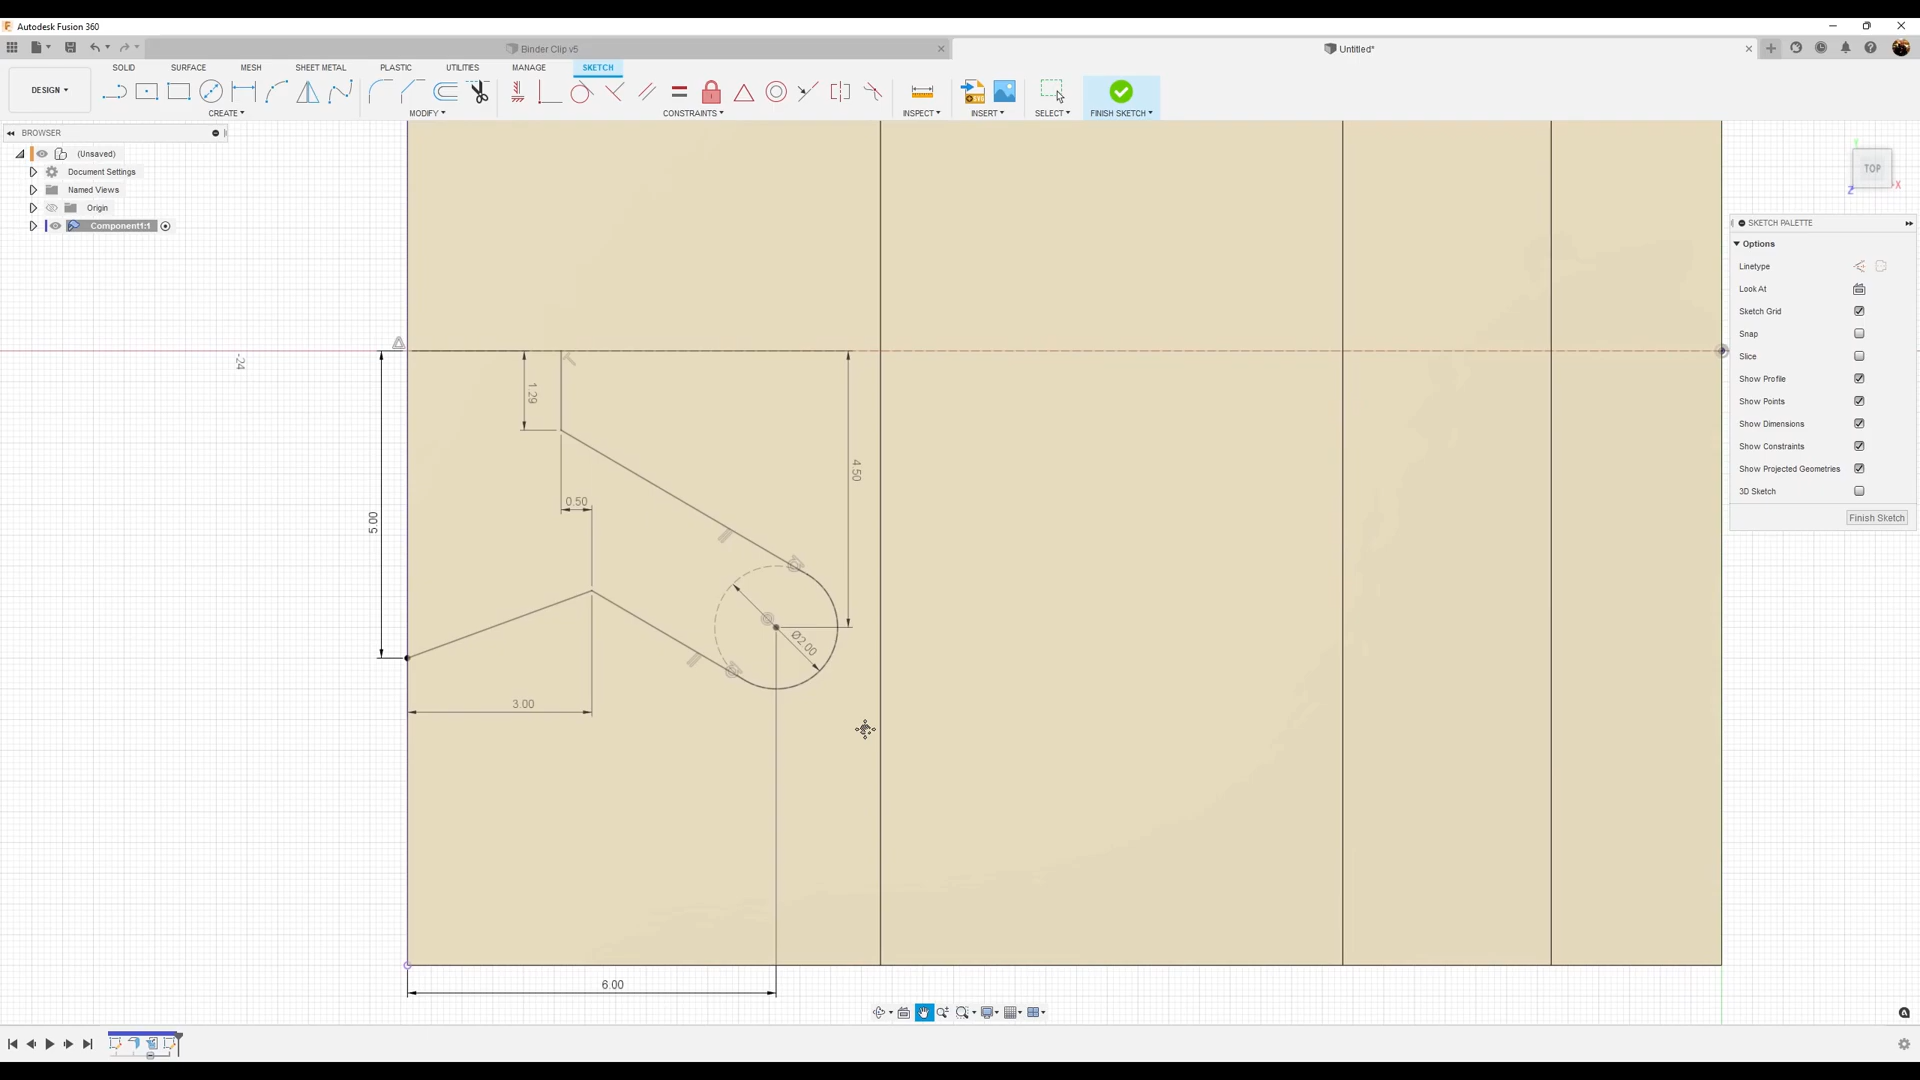 Autodesk Fusion 360
Binder Clip v5
Untitled*
SOLID SURFACE MESH SHEET METAL PLASTIC UTILITIES MANAGE SKETCH
DESIGN
CREATE MODIFY CONSTRAINTS INSPECT INSERT SELECT FINISH SKETCH
BROWSER
(Unsaved)
Document Settings
Named Views
Origin
Component1:1
TOP
X
Y
Z
SKETCH PALETTE
Options
Linetype
Look At
Sketch Grid
Snap
Slice
Show Profile
Show Points
Show Dimensions
Show Constraints
Show Projected Geometries
3D Sketch
Finish Sketch
-24
1.29
4.50
0.50
5.00
Ø2.00
3.00
6.00